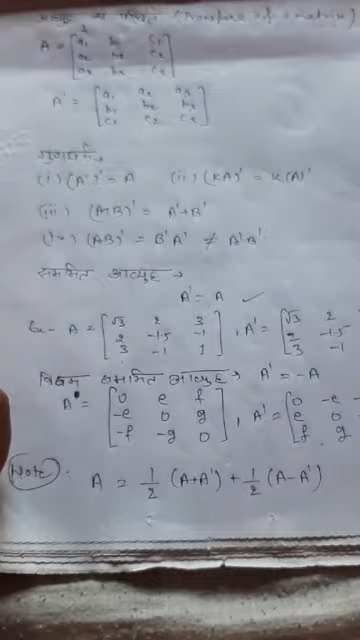 (Transpose of a matrix)
A = [a₁ b₁ c₁
a₂ b₂ c₂
a₃ b₃ c₃]
A' = [a₁ a₂ a₃
b₁ b₂ b₃
c₁ c₂ c₃]
गुणधर्म
(i) (A')' = A (ii) (KA)' = K(A)'
(iii) (A+B)' = A'+B'
(iv) (AB)' = B'A' ≠ A'B'
सममित आव्यूह →
A' = A ✓
Ex- A = [√3 2 3
2 -1.5 -1
3 -1 1], A' = [√3 2
2 -1.5
3 -1
विषम सममित आव्यूह → A' = -A
A = [0 e f
-e 0 g
-f -g 0], A' = [0 -e -
e 0
f g
Note: A = 1/2 (A+A') + 1/2 (A-A')